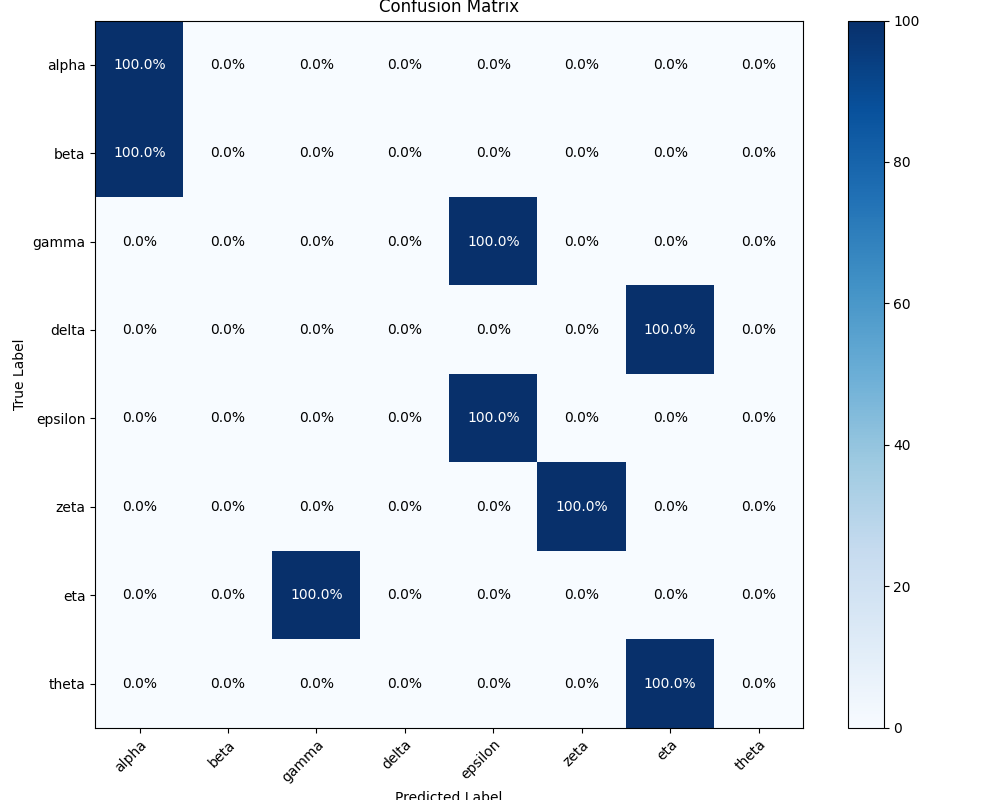 Confusion Matrix
alpha 100.0% 0.0% 0.0% 0.0% 0.0% 0.0% 0.0% 0.0%
beta 100.0% 0.0% 0.0% 0.0% 0.0% 0.0% 0.0% 0.0%
gamma 0.0% 0.0% 0.0% 0.0% 100.0% 0.0% 0.0% 0.0%
delta 0.0% 0.0% 0.0% 0.0% 0.0% 0.0% 100.0% 0.0%
epsilon 0.0% 0.0% 0.0% 0.0% 100.0% 0.0% 0.0% 0.0%
zeta 0.0% 0.0% 0.0% 0.0% 0.0% 100.0% 0.0% 0.0%
eta 0.0% 0.0% 100.0% 0.0% 0.0% 0.0% 0.0% 0.0%
theta 0.0% 0.0% 0.0% 0.0% 0.0% 0.0% 100.0% 0.0%
alpha beta gamma delta epsilon zeta eta theta
True Label
Predicted Label
100
80
60
40
20
0